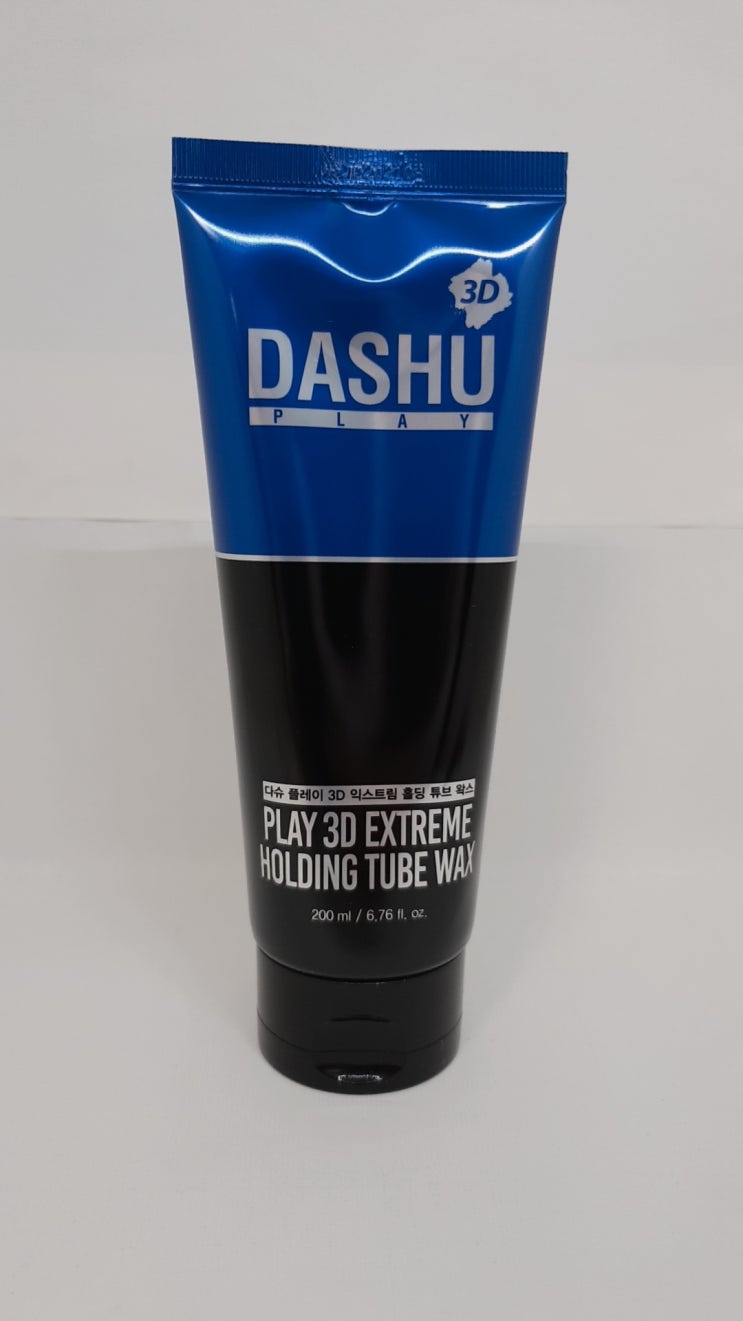 3D
DASHU
PLAY
다슈 플레이 3D 익스트림 홀딩 튜브 왁스
PLAY 3D EXTREME
HOLDING TUBE WAX
200 ml / 6.76 fl. oz.